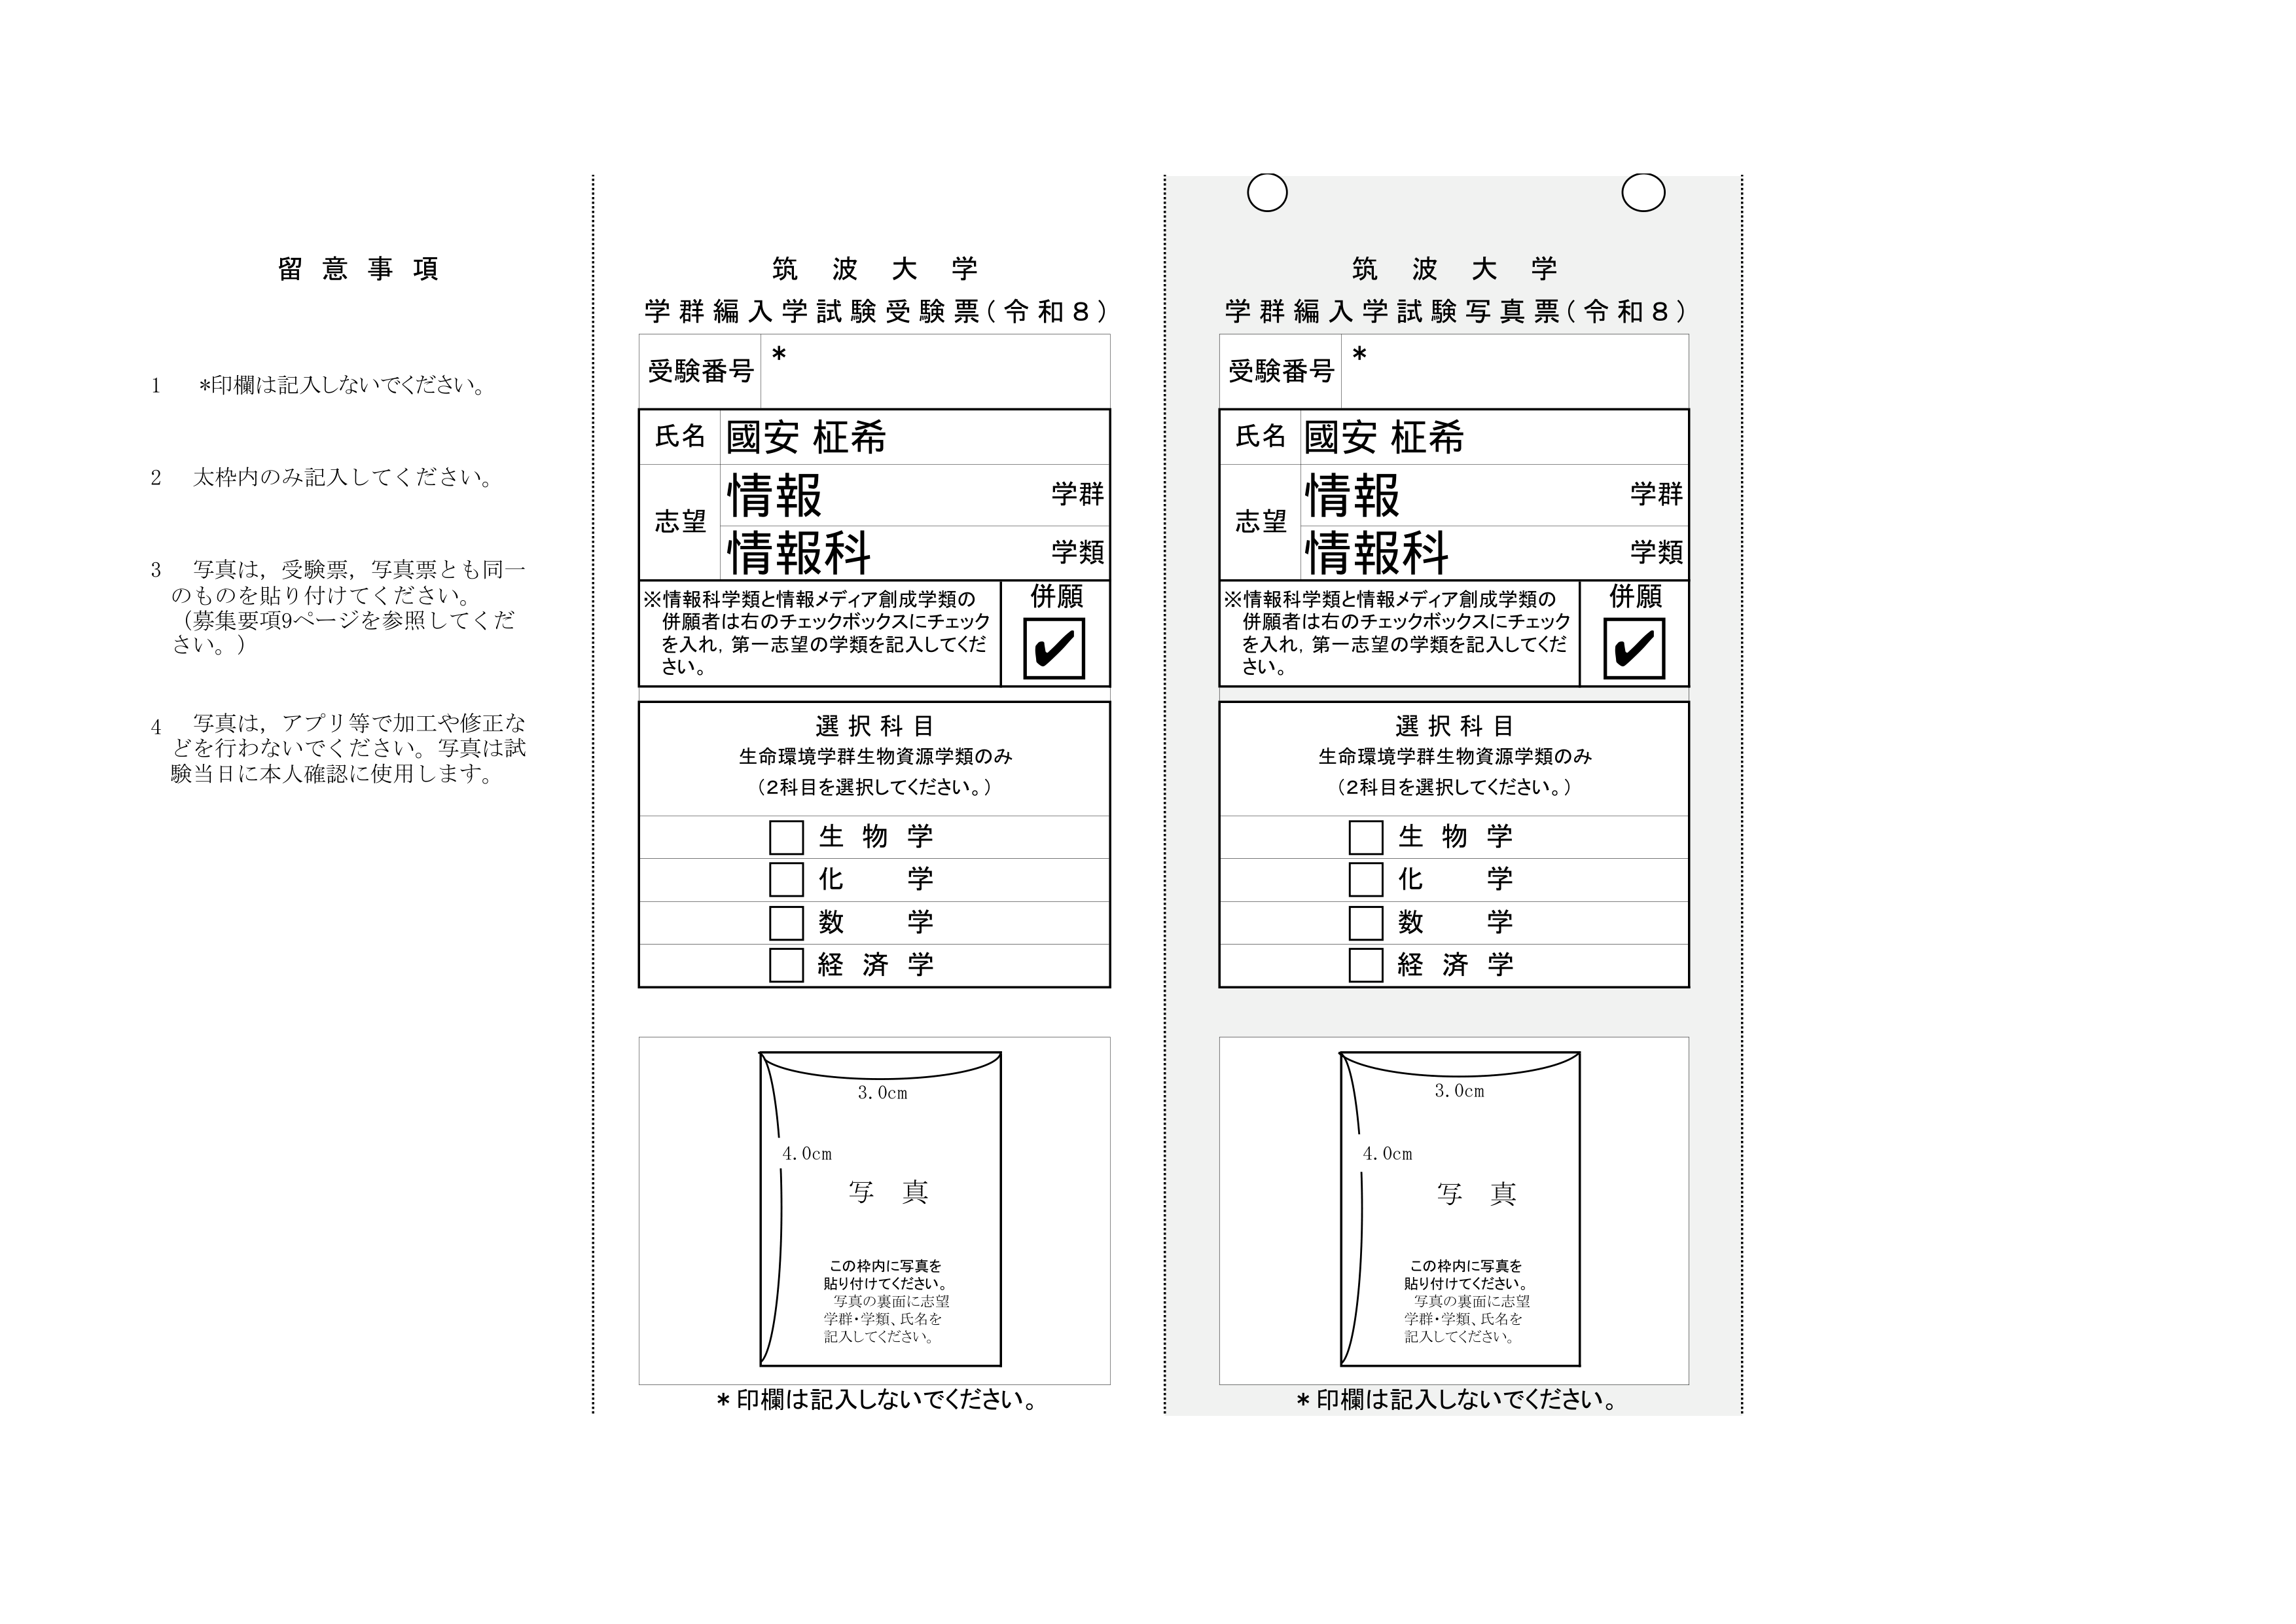 留意事項
1 *印欄は記入しないでください。
2 太枠内のみ記入してください。
3 写真は，受験票，写真票とも同一
のものを貼り付けてください。
（募集要項9ページを参照してくだ
さい。）
4 写真は，アプリ等で加工や修正な
どを行わないでください。写真は試
験当日に本人確認に使用します。
筑波大学
学群編入学試験受験票（令和８）
受験番号 *
氏名 國安 柾希
志望 情報 学群
情報科 学類
※情報科学類と情報メディア創成学類の
併願者は右のチェックボックスにチェック
を入れ，第一志望の学類を記入してくだ
さい。
併願
✔
選択科目
生命環境学群生物資源学類のみ
（2科目を選択してください。）
生物学
化学
数学
経済学
3.0cm
4.0cm
写真
この枠内に写真を
貼り付けてください。
写真の裏面に志望
学群・学類、氏名を
記入してください。
＊印欄は記入しないでください。
筑波大学
学群編入学試験写真票（令和８）
受験番号 *
氏名 國安 柾希
志望 情報 学群
情報科 学類
※情報科学類と情報メディア創成学類の
併願者は右のチェックボックスにチェック
を入れ，第一志望の学類を記入してくだ
さい。
併願
✔
選択科目
生命環境学群生物資源学類のみ
（2科目を選択してください。）
生物学
化学
数学
経済学
3.0cm
4.0cm
写真
この枠内に写真を
貼り付けてください。
写真の裏面に志望
学群・学類、氏名を
記入してください。
＊印欄は記入しないでください。